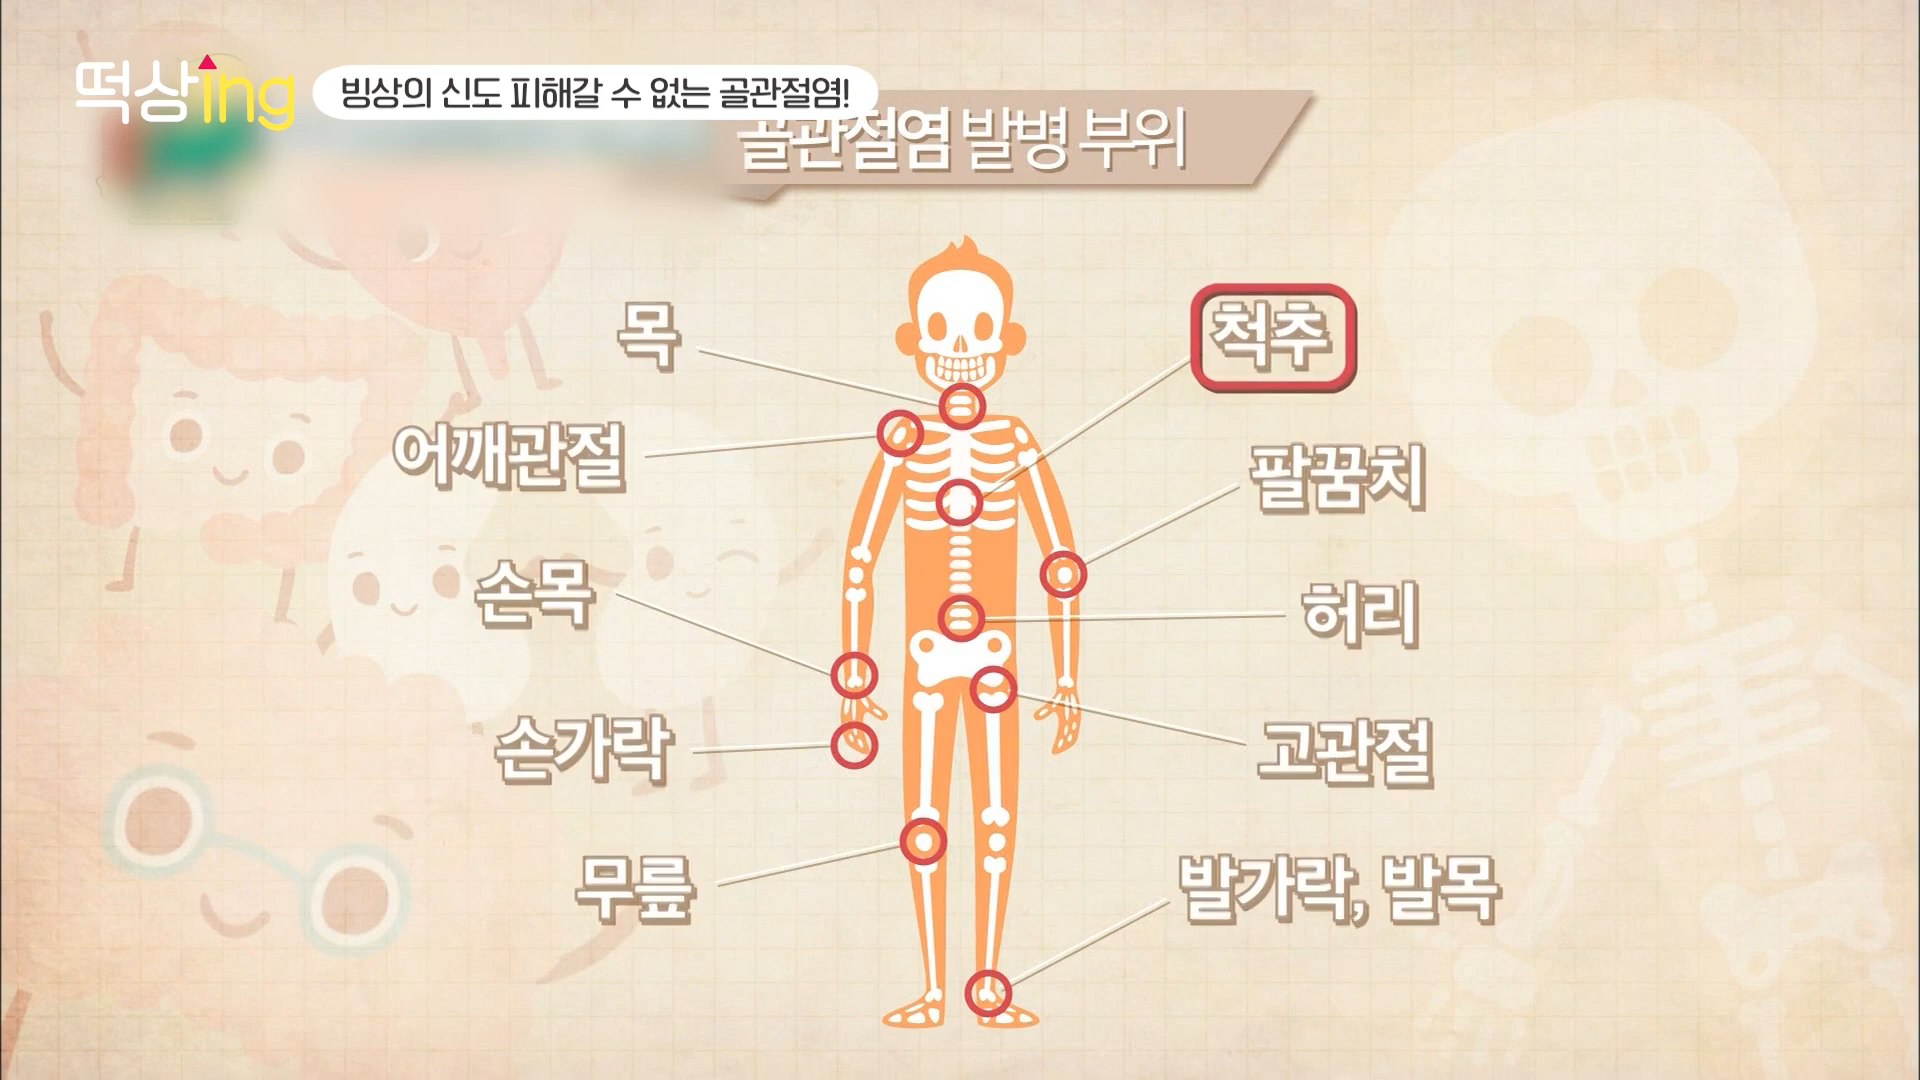 떡상ing
빙상의 신도 피해갈 수 없는 골관절염!
골관절염 발병 부위
목
척추
어깨관절
팔꿈치
손목
허리
손가락
고관절
무릎
발가락, 발목